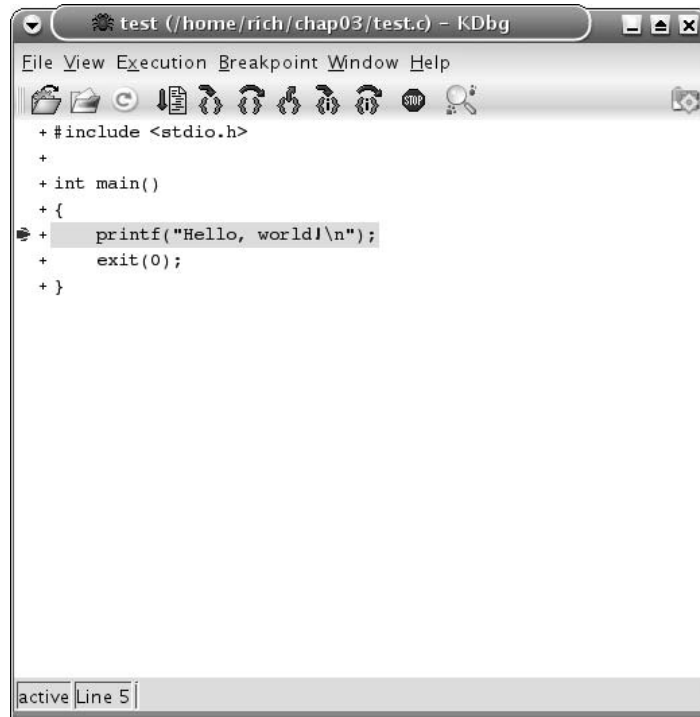 test (/home/rich/chap03/test.c) – KDbg
File View Execution Breakpoint Window Help
STOP
+ #include <stdio.h>
+
+ int main()
+ {
+     printf("Hello, world!\n");
+     exit(0);
+ }
active Line 5